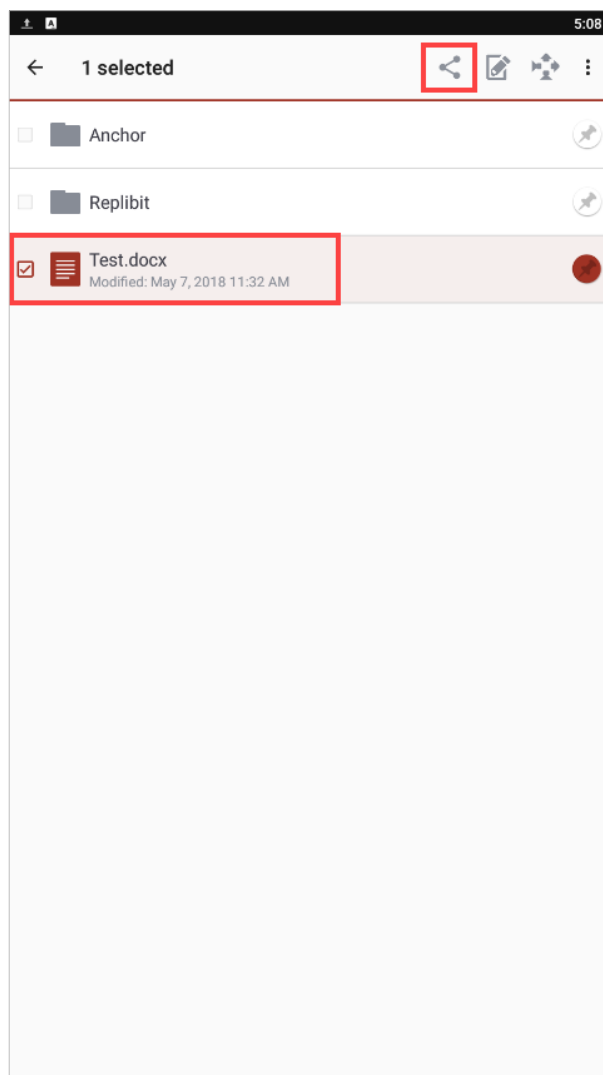 5:08
1 selected
Anchor
Replibit
Test.docx
Modified: May 7, 2018 11:32 AM